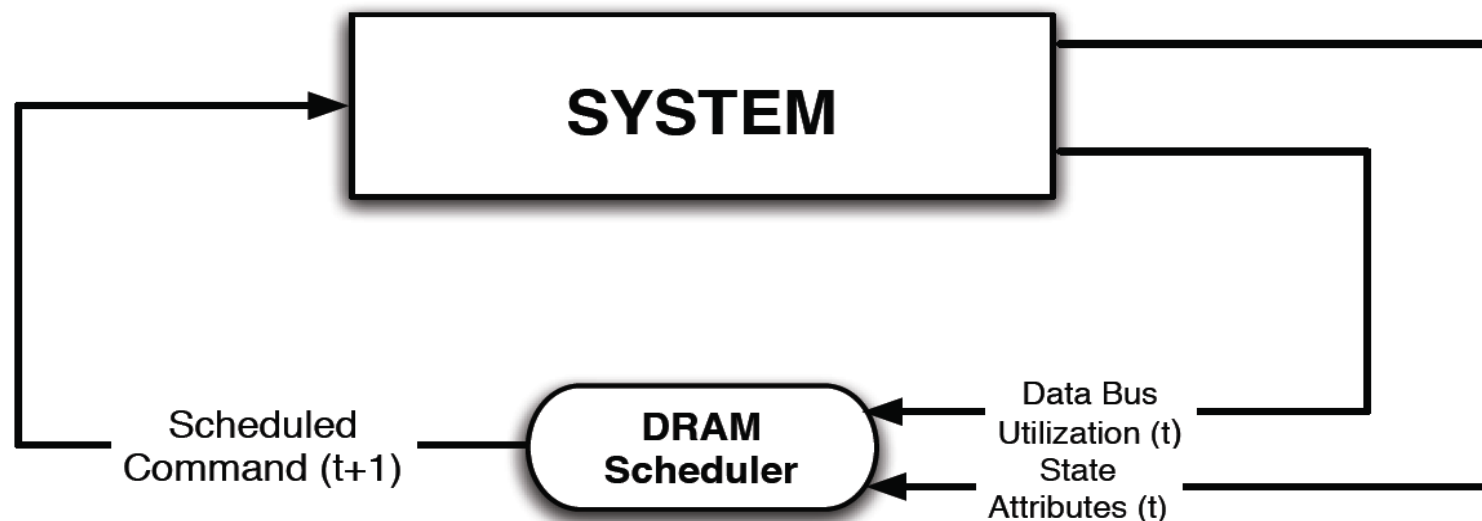 SYSTEM
Scheduled
Command (t+1)
DRAM
Scheduler
Data Bus
Utilization (t)
State
Attributes (t)